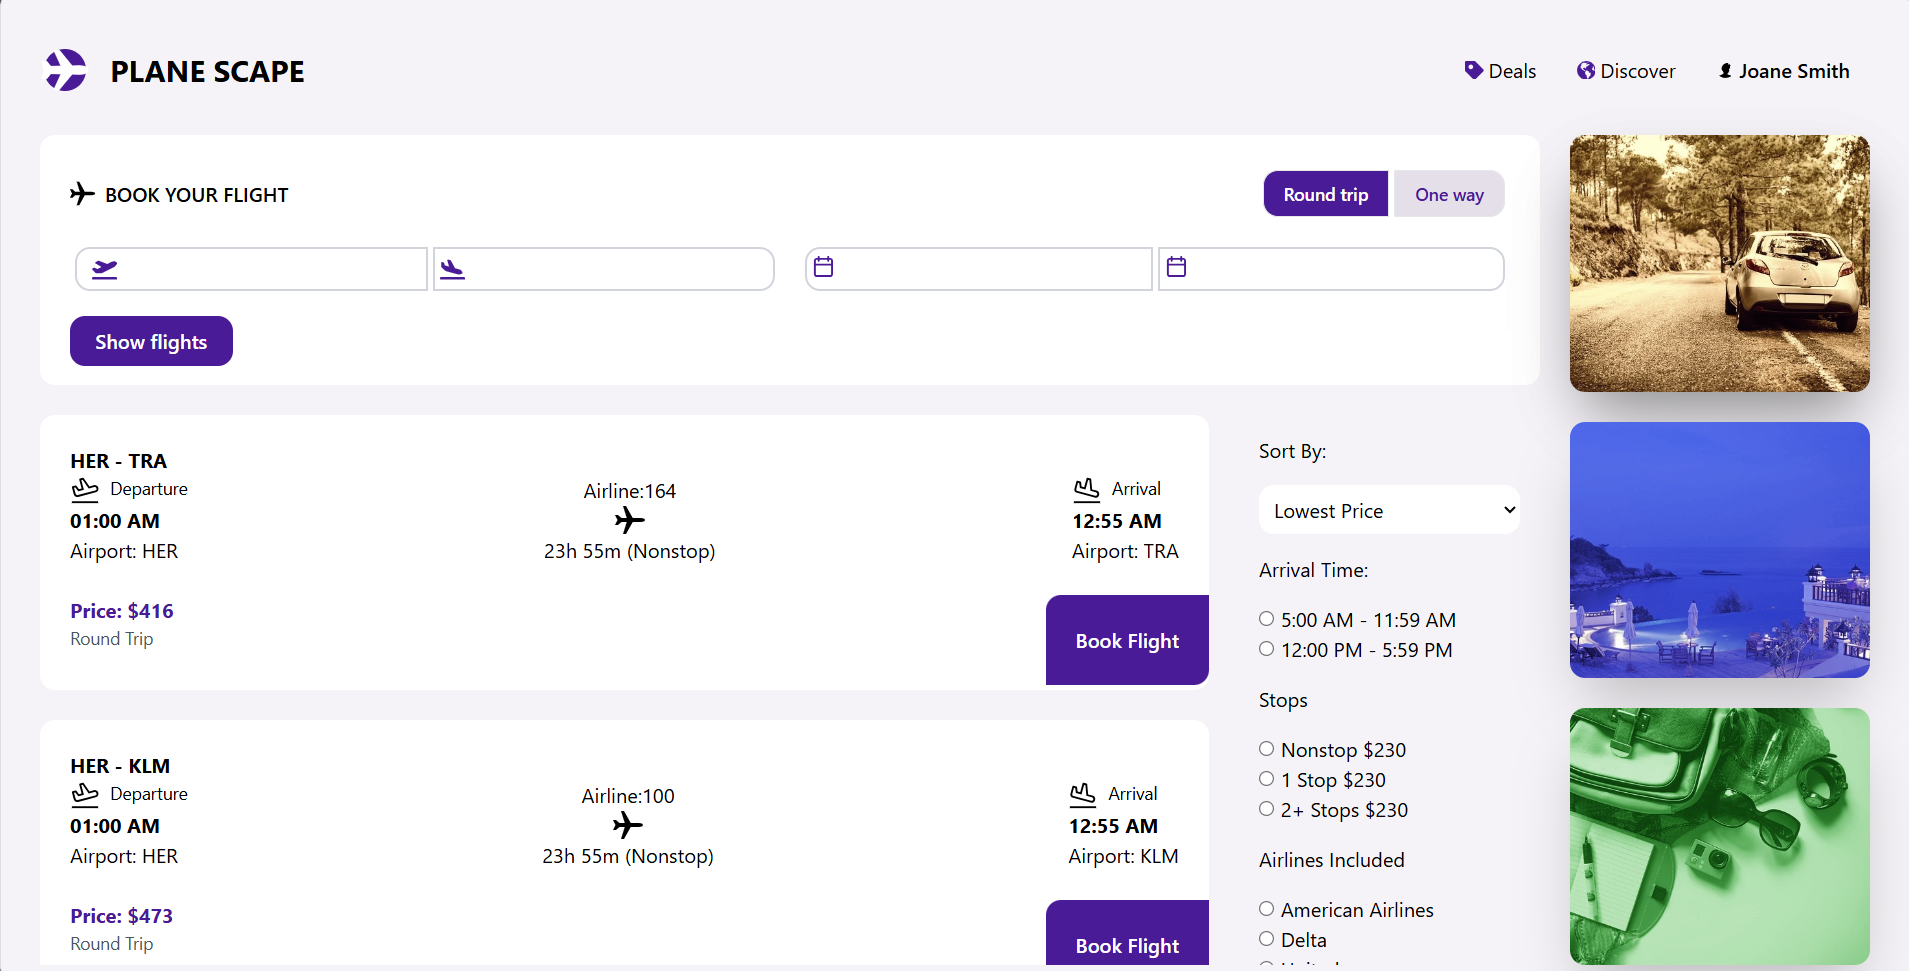 PLANE SCAPE
Deals
Discover
Joane Smith
BOOK YOUR FLIGHT
Round trip
One way
Show flights
HER - TRA
Departure
01:00 AM
Airport: HER
Airline:164
23h 55m (Nonstop)
Arrival
12:55 AM
Airport: TRA
Price: $416
Round Trip
Book Flight
HER - KLM
Departure
01:00 AM
Airport: HER
Airline:100
23h 55m (Nonstop)
Arrival
12:55 AM
Airport: KLM
Price: $473
Round Trip
Book Flight
Sort By:
Lowest Price
Arrival Time:
5:00 AM - 11:59 AM
12:00 PM - 5:59 PM
Stops
Nonstop $230
1 Stop $230
2+ Stops $230
Airlines Included
American Airlines
Delta